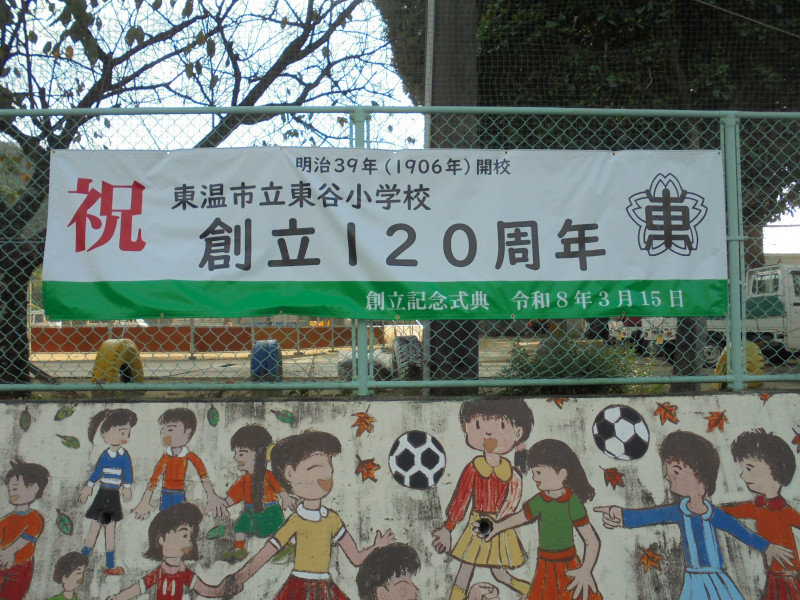 祝
明治39年(1906年)開校
東温市立東谷小学校
創立120周年
東
創立記念式典 令和8年3月15日